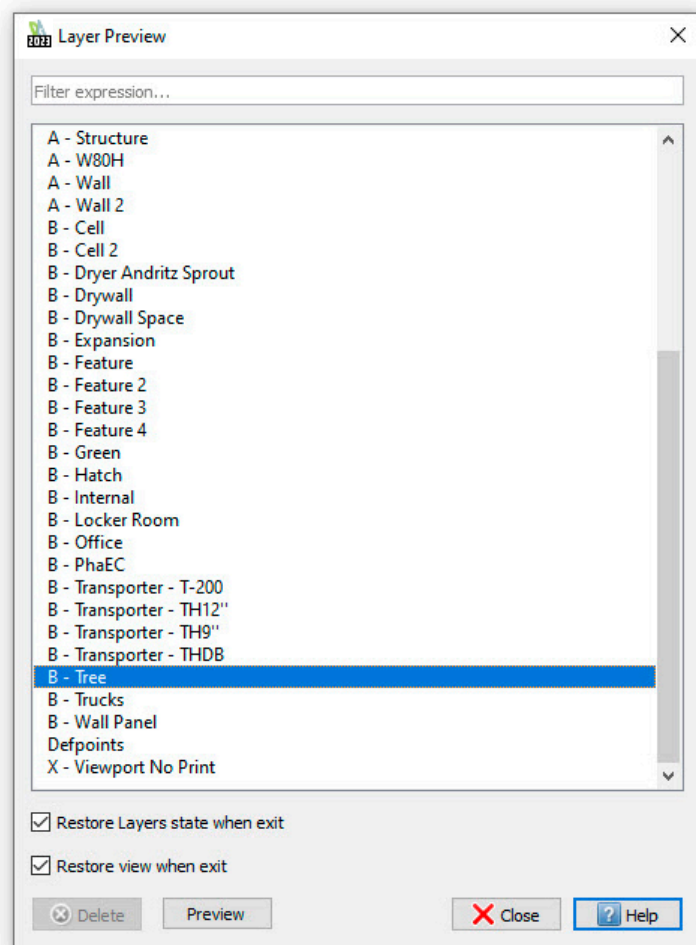 2023
Layer Preview
Filter expression...
A - Structure
A - W80H
A - Wall
A - Wall 2
B - Cell
B - Cell 2
B - Dryer Andritz Sprout
B - Drywall
B - Drywall Space
B - Expansion
B - Feature
B - Feature 2
B - Feature 3
B - Feature 4
B - Green
B - Hatch
B - Internal
B - Locker Room
B - Office
B - PhaEC
B - Transporter - T-200
B - Transporter - TH12''
B - Transporter - TH9''
B - Transporter - THDB
B - Tree
B - Trucks
B - Wall Panel
Defpoints
X - Viewport No Print
Restore Layers state when exit
Restore view when exit
Delete Preview Close ? Help